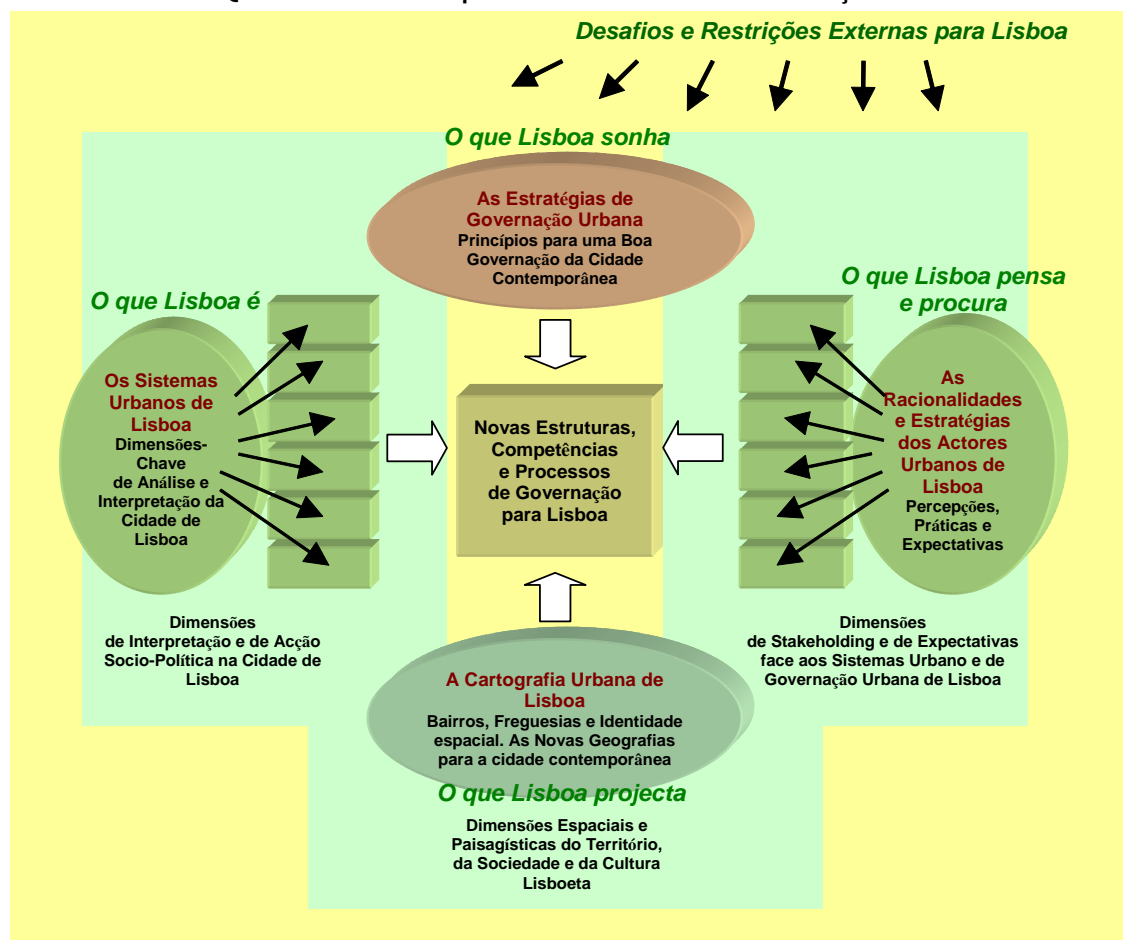 Desafios e Restrições Externas para Lisboa
O que Lisboa sonha
As Estratégias de
Governação Urbana
Princípios para uma Boa
Governação da Cidade
Contemporânea
O que Lisboa é
Os Sistemas
Urbanos de
Lisboa
Dimensões-
Chave
de Análise e
Interpretação da
Cidade de
Lisboa
Dimensões
de Interpretação e de Acção
Socio-Política na Cidade de
Lisboa
Novas Estruturas,
Competências
e Processos
de Governação
para Lisboa
O que Lisboa pensa
e procura
As
Racionalidades
e Estratégias
dos Actores
Urbanos de
Lisboa
Percepções,
Práticas e
Expectativas
Dimensões
de Stakeholding e de Expectativas
face aos Sistemas Urbano e de
Governação Urbana de Lisboa
A Cartografia Urbana de
Lisboa
Bairros, Freguesias e Identidade
espacial. As Novas Geografias
para a cidade contemporânea
O que Lisboa projecta
Dimensões Espaciais e
Paisagísticas do Território,
da Sociedade e da Cultura
Lisboeta